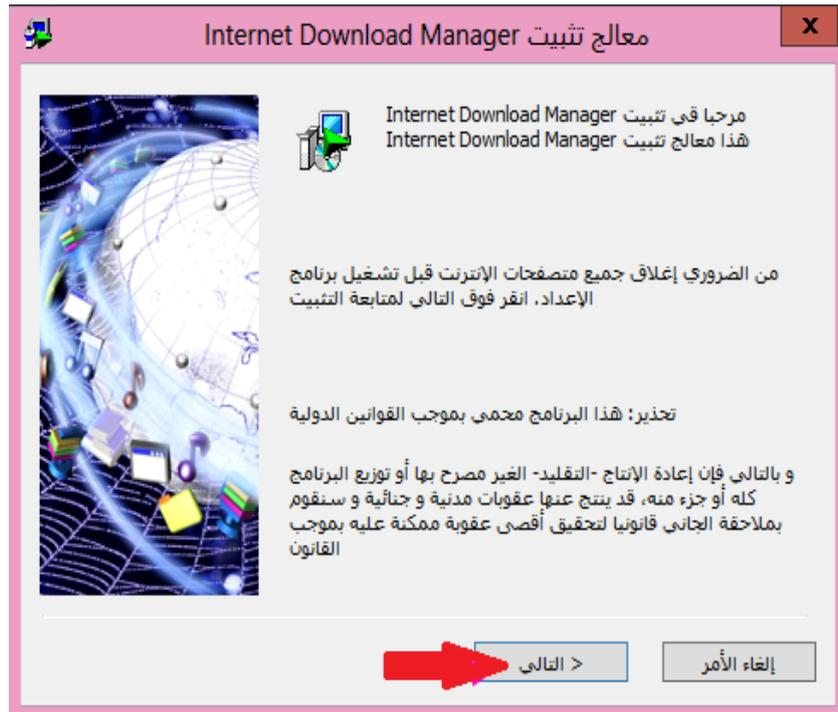 معالج تثبيت Internet Download Manager
X
مرحبا في تثبيت Internet Download Manager
هذا معالج تثبيت Internet Download Manager
من الضروري إغلاق جميع متصفحات الإنترنت قبل تشغيل برنامج
الإعداد، انقر فوق التالي لمتابعة التثبيت
تحذير: هذا البرنامج محمي بموجب القوانين الدولية
و بالتالي فإن إعادة الإنتاج -التقليد- الغير مصرح بها أو توزيع البرنامج
كله أو جزء منه، قد ينتج عنها عقوبات مدنية و جنائية و سنقوم
بملاحقة الجاني قانونيا لتحقيق أقصى عقوبة ممكنة عليه بموجب
القانون
إلغاء الأمر
التالي >